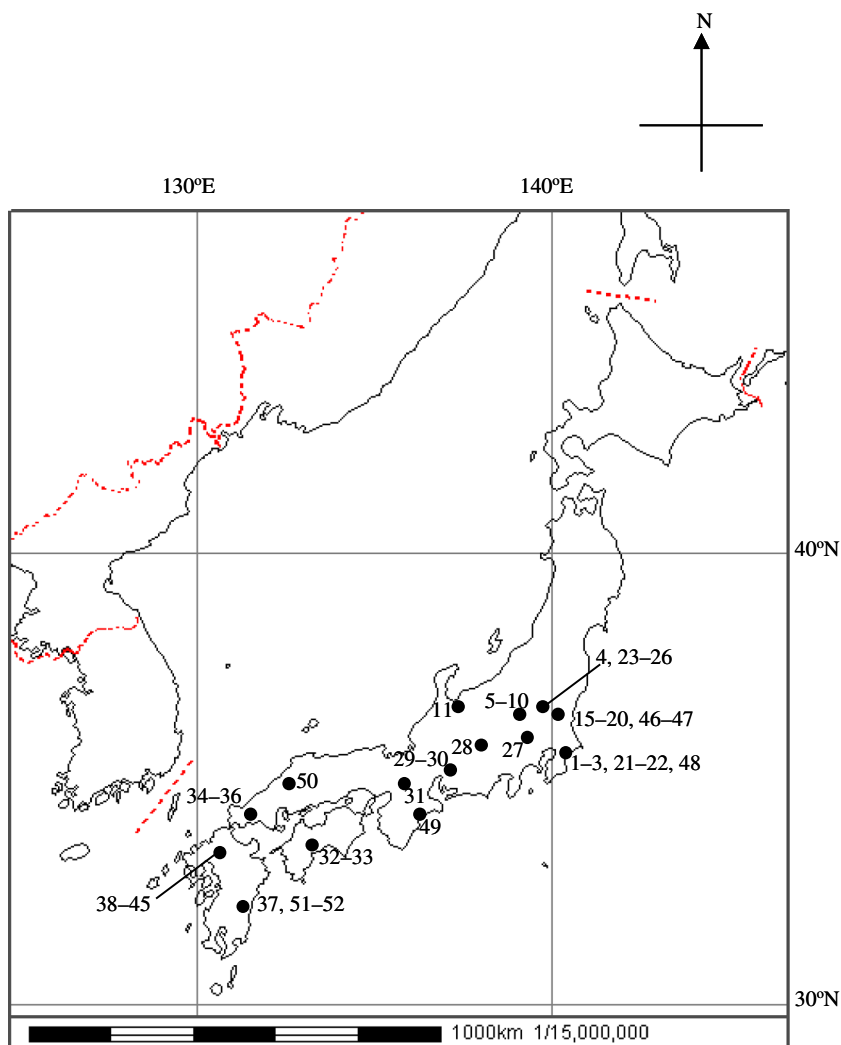 N
130ºE
140ºE
40ºN
4, 23–26
5–10
11
15–20, 46–47
28
27
29–30
1–3, 21–22, 48
50
31
34–36
49
32–33
38–45
37, 51–52
30ºN
1000km 1/15,000,000